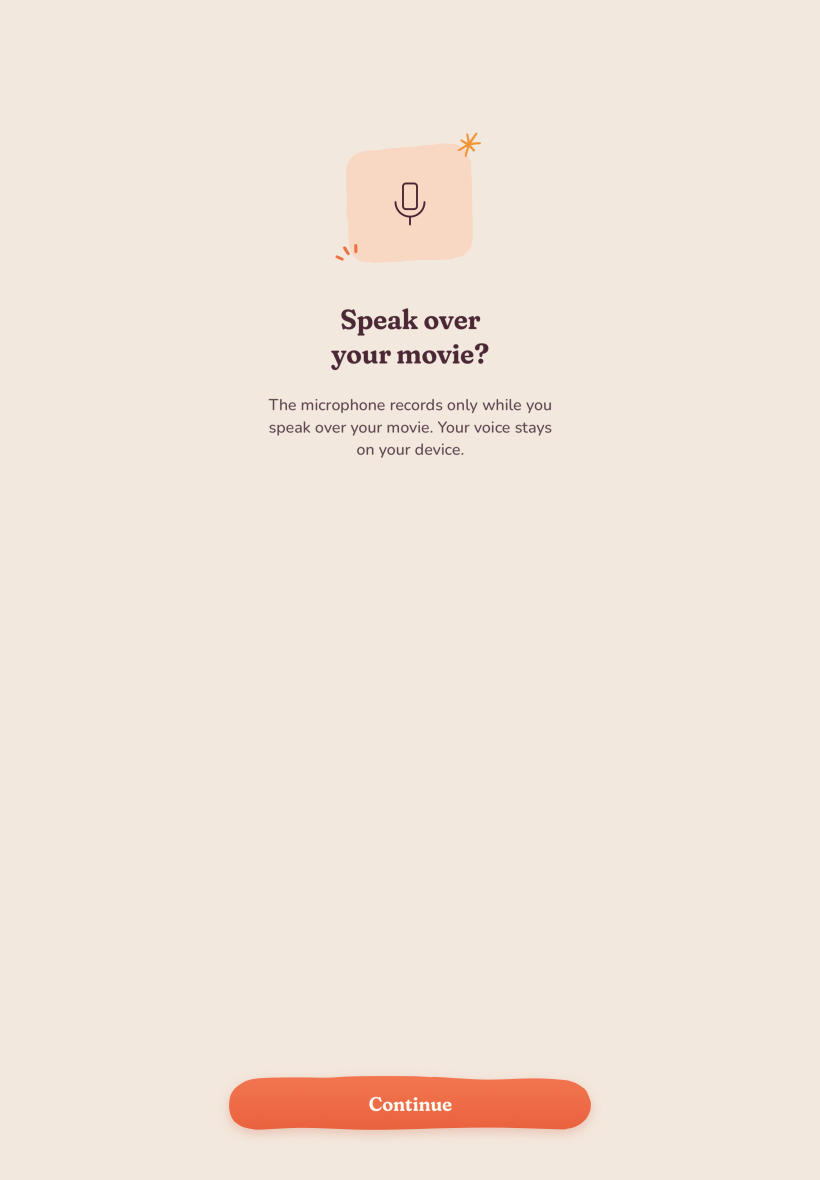 Speak over
your movie?
The microphone records only while you
speak over your movie. Your voice stays
on your device.
Continue